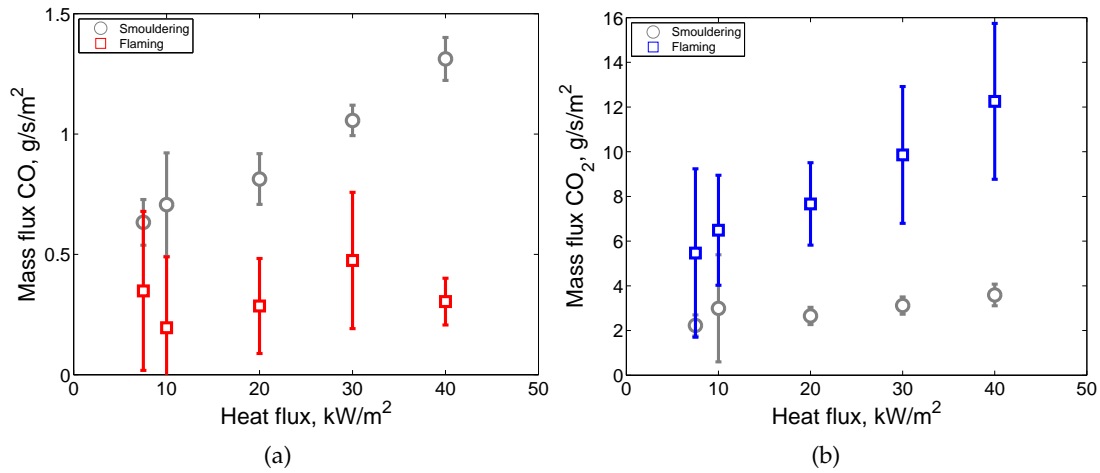 1.5
1
0.5
0
0
10
20
30
40
50
Mass flux CO, g/s/m²
Heat flux, kW/m²
Smouldering
Flaming
(a)
16
14
12
10
8
6
4
2
0
0
10
20
30
40
50
Mass flux CO₂, g/s/m²
Heat flux, kW/m²
Smouldering
Flaming
(b)